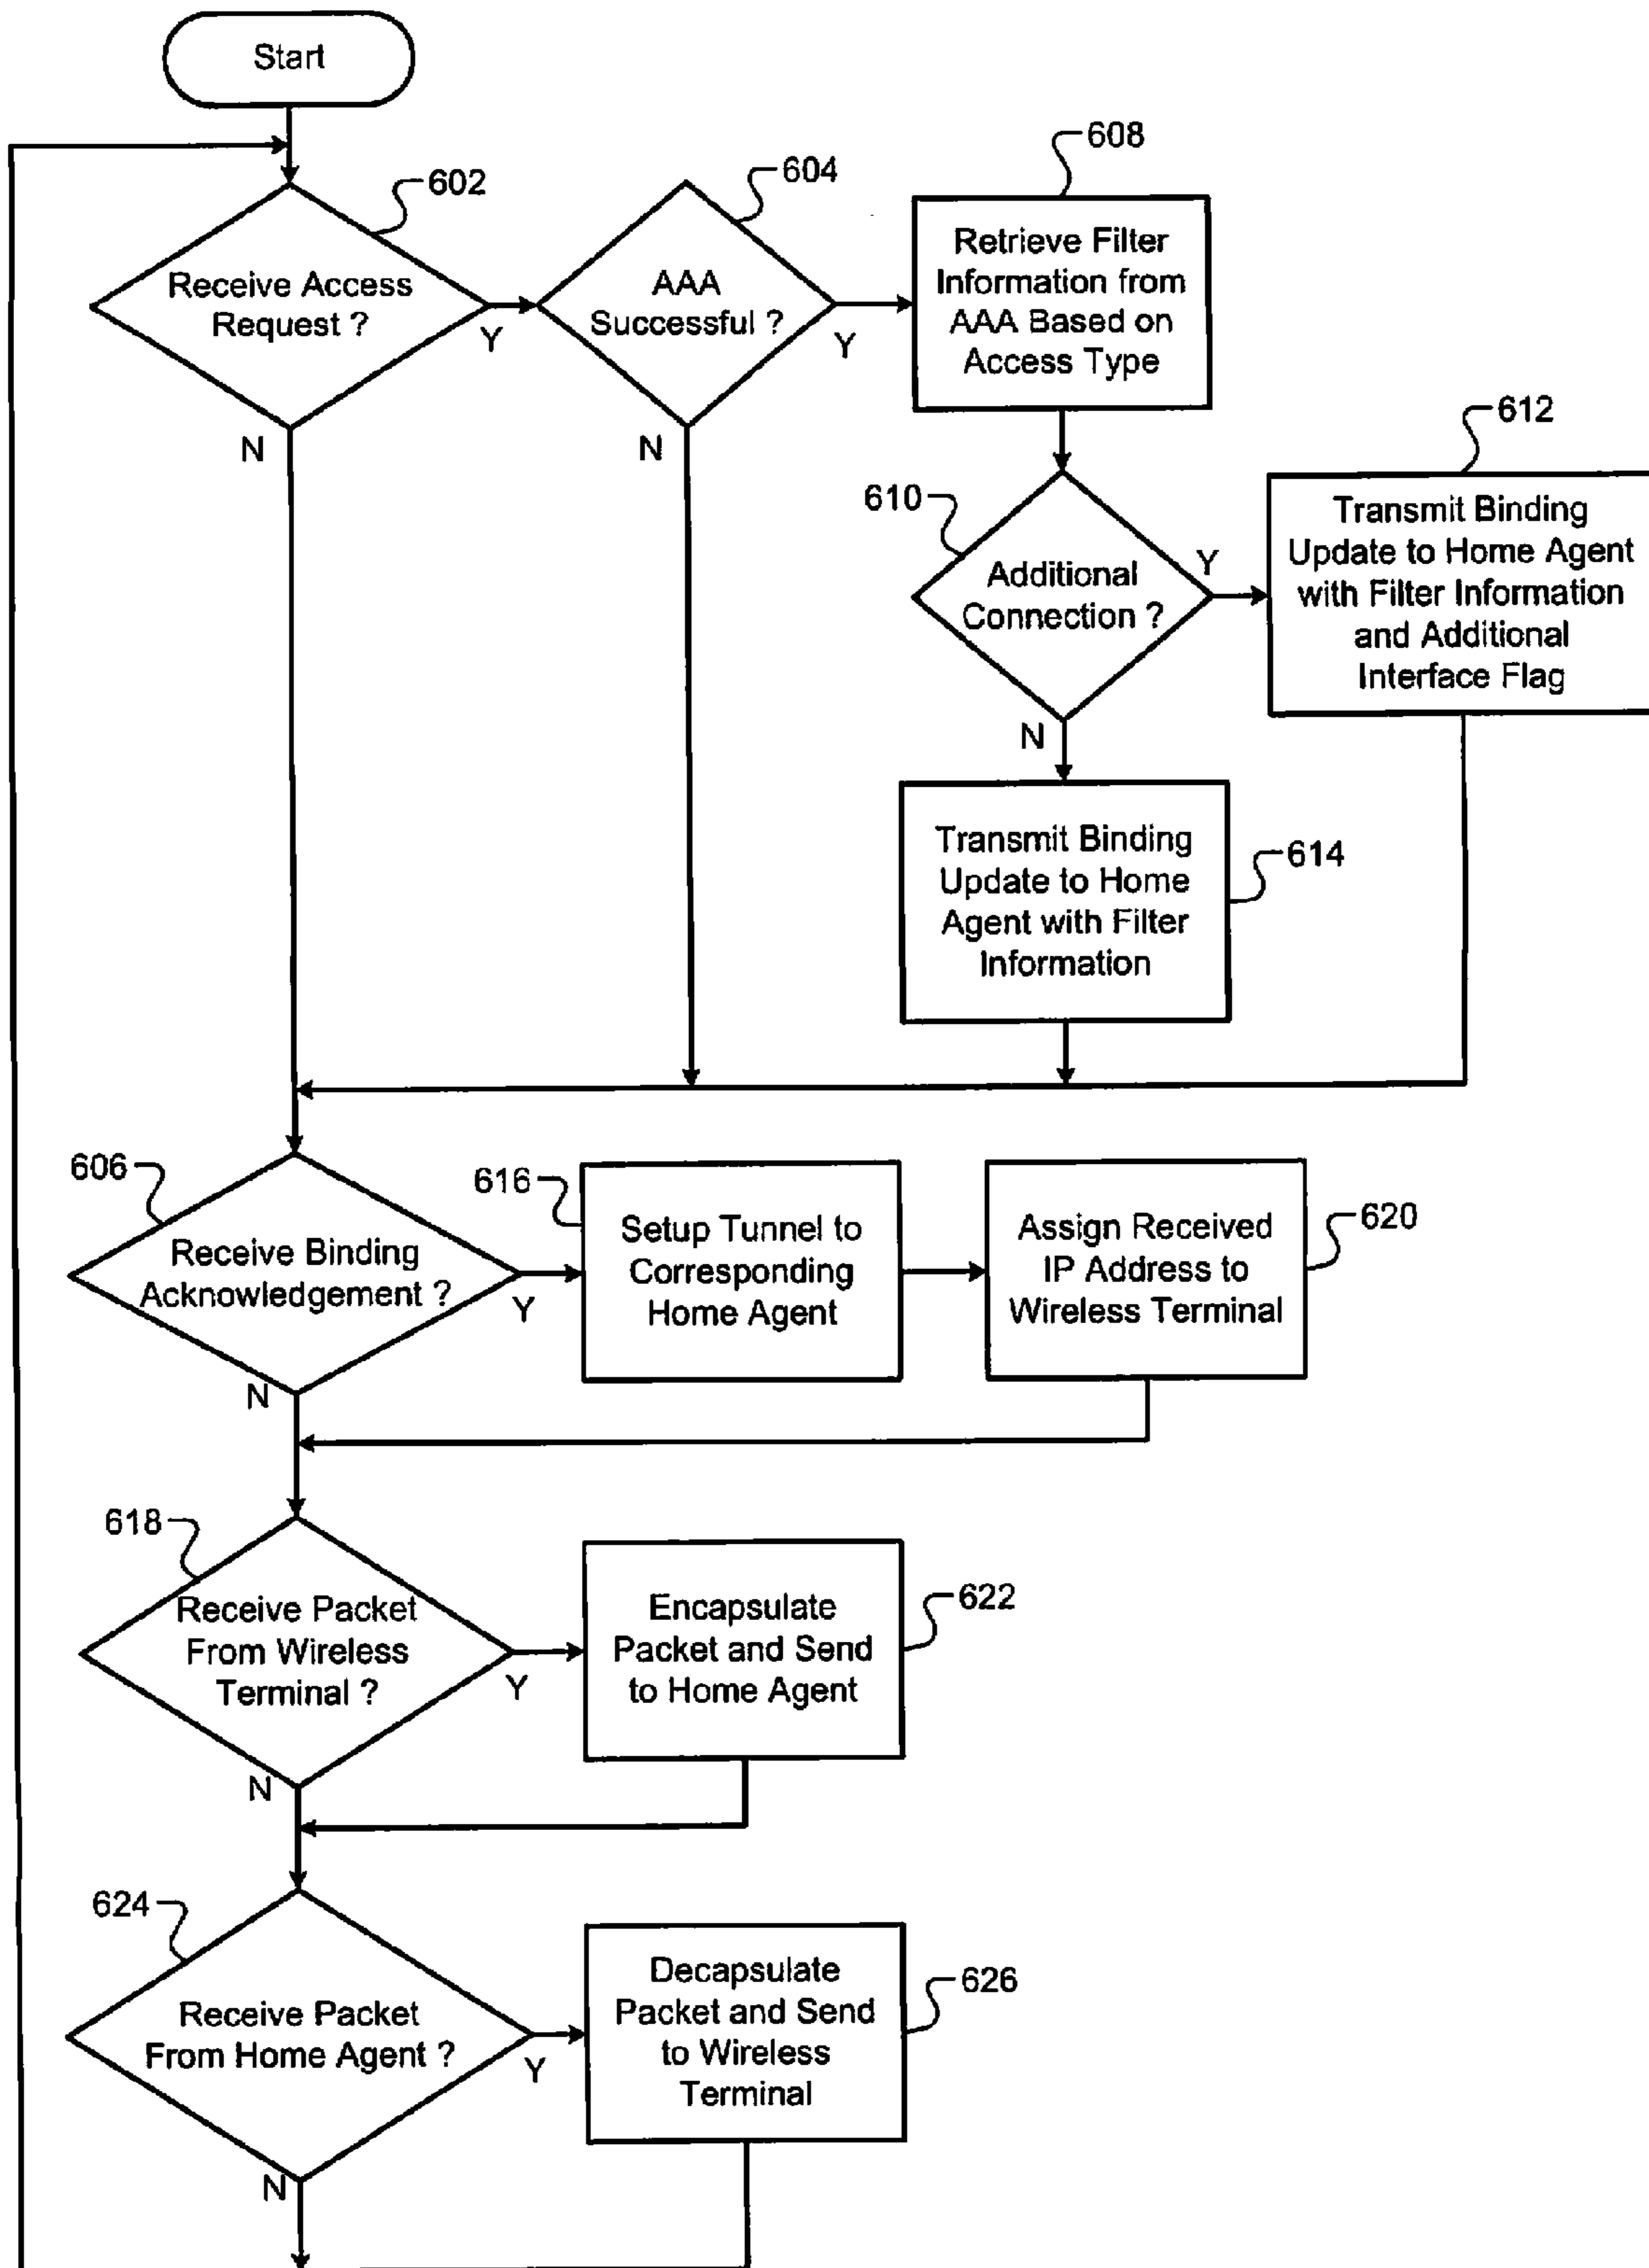 Start
602
Receive Access
Request ?
Y
N
604
AAA
Successful ?
Y
N
608
Retrieve Filter
Information from
AAA Based on
Access Type
610
Additional
Connection ?
Y
N
612
Transmit Binding
Update to Home Agent
with Filter Information
and Additional
Interface Flag
Transmit Binding
Update to Home
Agent with Filter
Information
614
606
Receive Binding
Acknowledgement ?
Y
N
616
Setup Tunnel to
Corresponding
Home Agent
Assign Received
IP Address to
Wireless Terminal
620
618
Receive Packet
From Wireless
Terminal ?
Y
N
Encapsulate
Packet and Send
to Home Agent
622
624
Receive Packet
From Home Agent ?
Y
N
Decapsulate
Packet and Send
to Wireless
Terminal
626